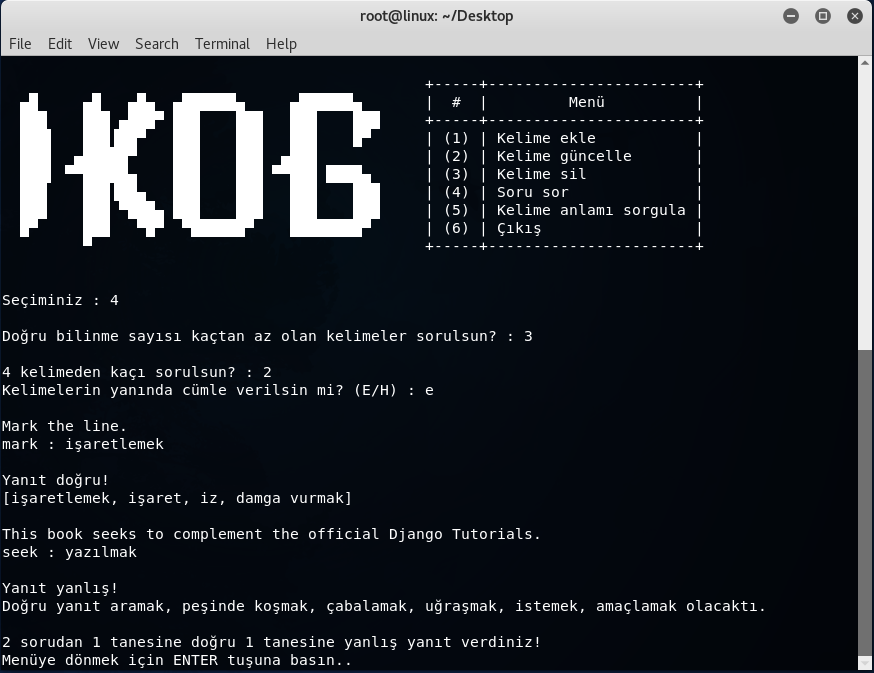 root@linux: ~/Desktop
File Edit View Search Terminal Help
İKOG
+-----+-----------------------+
|  #  |         Menü          |
+-----+-----------------------+
| (1) | Kelime ekle           |
| (2) | Kelime güncelle       |
| (3) | Kelime sil            |
| (4) | Soru sor              |
| (5) | Kelime anlamı sorgula |
| (6) | Çıkış                 |
+-----+-----------------------+
Seçiminiz : 4
Doğru bilinme sayısı kaçtan az olan kelimeler sorulsun? : 3
4 kelimeden kaçı sorulsun? : 2
Kelimelerin yanında cümle verilsin mi? (E/H) : e
Mark the line.
mark : işaretlemek
Yanıt doğru!
[işaretlemek, işaret, iz, damga vurmak]
This book seeks to complement the official Django Tutorials.
seek : yazılmak
Yanıt yanlış!
Doğru yanıt aramak, peşinde koşmak, çabalamak, uğraşmak, istemek, amaçlamak olacaktı.
2 sorudan 1 tanesine doğru 1 tanesine yanlış yanıt verdiniz!
Menüye dönmek için ENTER tuşuna basın..